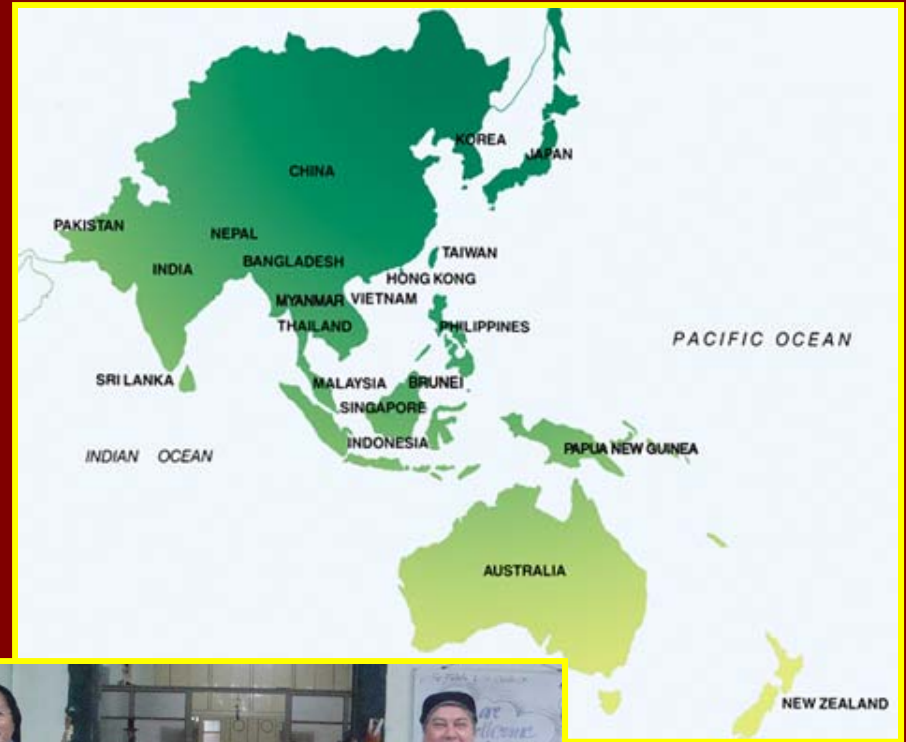 KOREA
JAPAN
CHINA
PAKISTAN
NEPAL
TAIWAN
BANGLADESH
INDIA
HONG KONG
MYANMAR
VIETNAM
THAILAND
PHILIPPINES
PACIFIC OCEAN
SRI LANKA
MALAYSIA
BRUNEI
SINGAPORE
INDONESIA
PAPUA NEW GUINEA
INDIAN OCEAN
AUSTRALIA
NEW ZEALAND